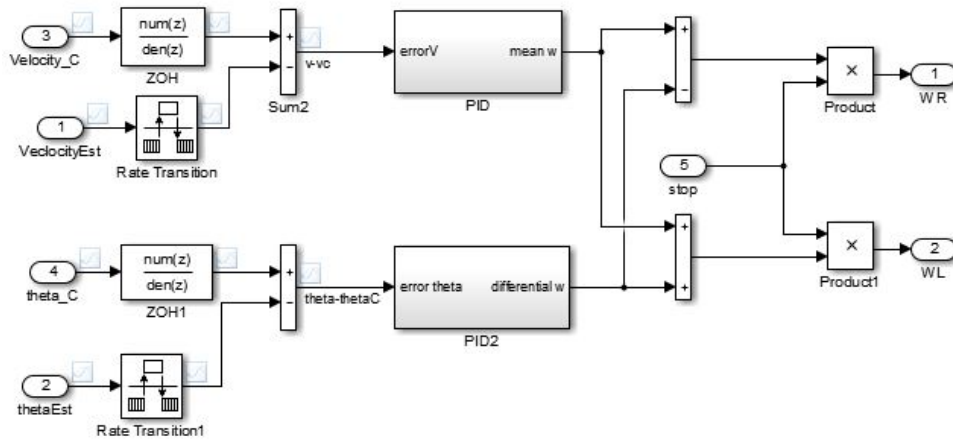 3
Velocity_C
num(z)
den(z)
ZOH
+
−
Sum2
v-vc
errorV
mean w
PID
+
−
×
Product
1
WR
1
VeclocityEst
Rate Transition
5
stop
4
theta_C
num(z)
den(z)
ZOH1
+
−
theta-thetaC
error theta
differential w
PID2
+
+
×
Product1
2
WL
2
thetaEst
Rate Transition1